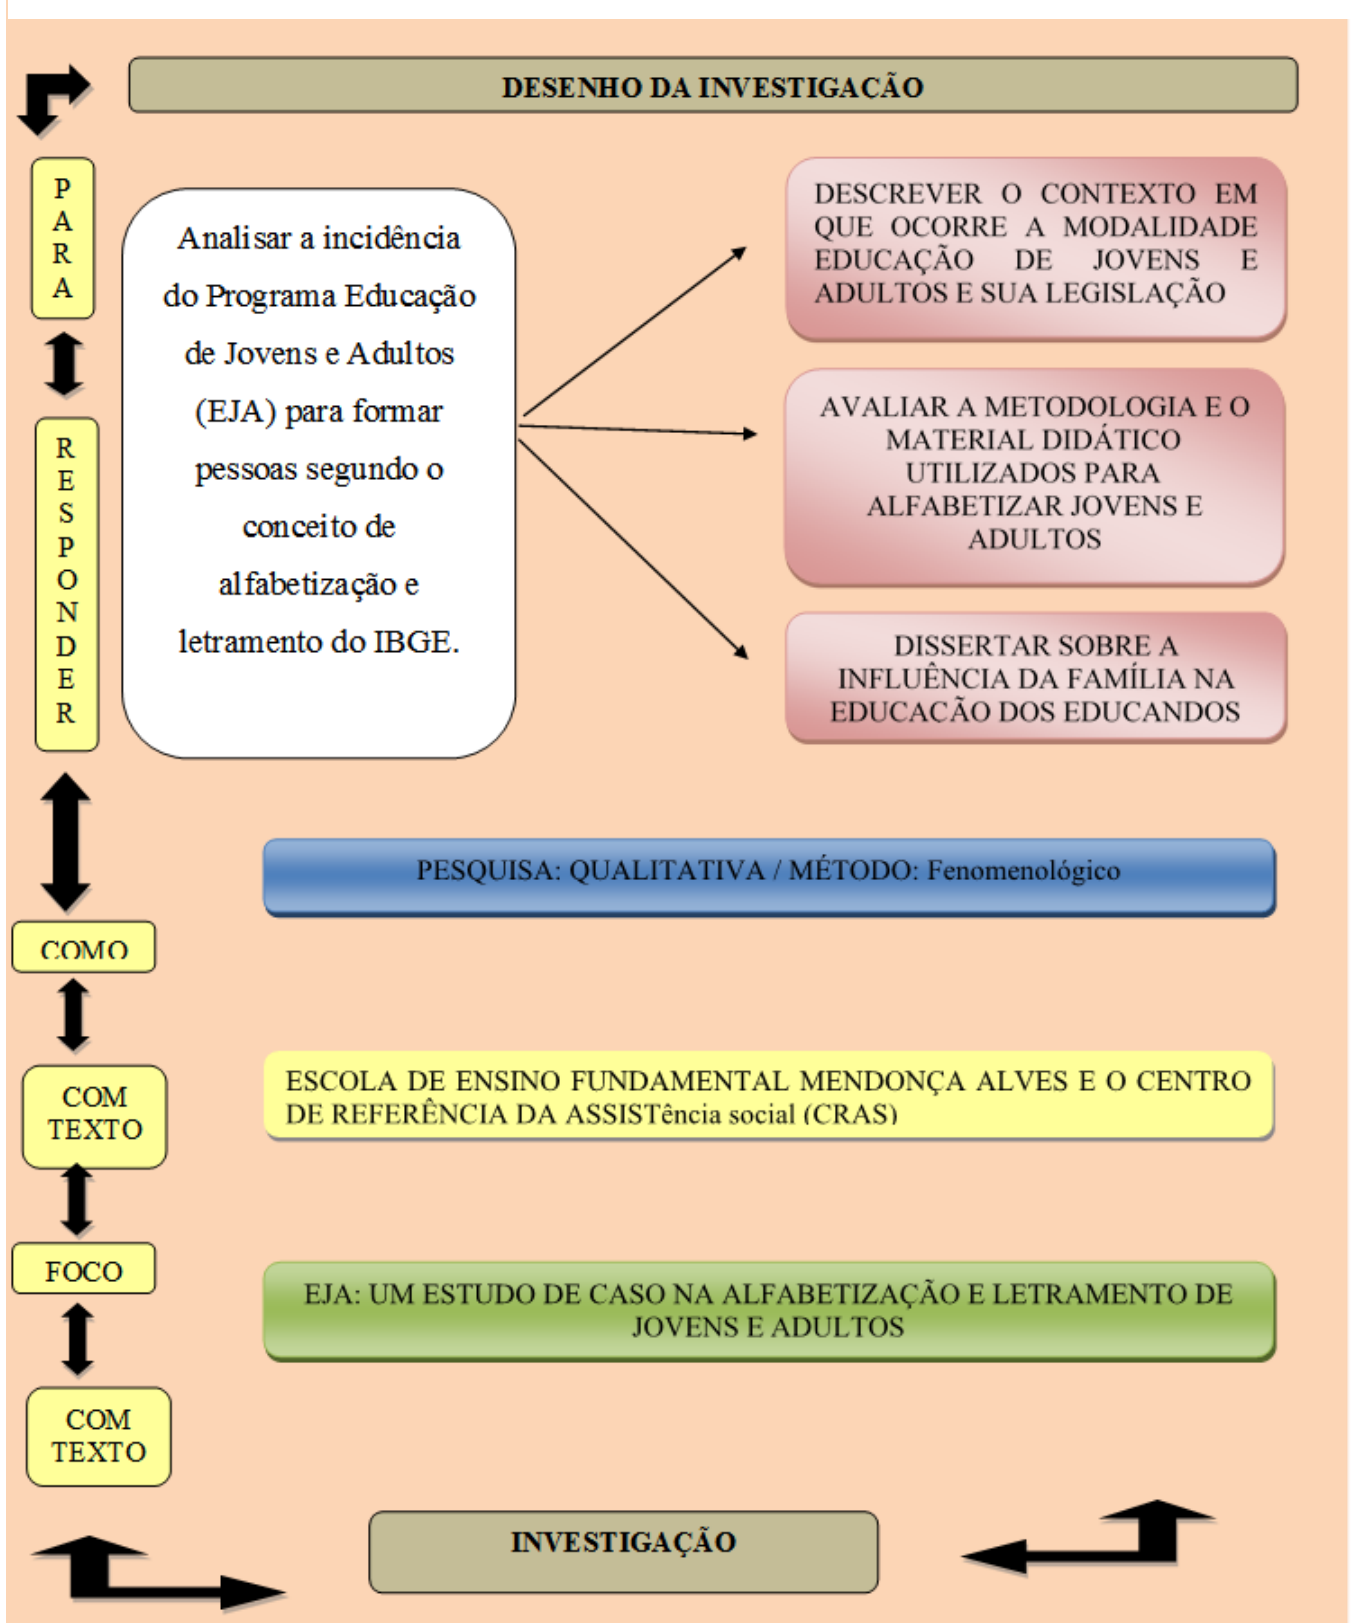 DESENHO DA INVESTIGAÇÃO
P
A
R
A
Analisar a incidência
do Programa Educação
de Jovens e Adultos
(EJA) para formar
pessoas segundo o
conceito de
alfabetização e
letramento do IBGE.
DESCREVER O CONTEXTO EM
QUE OCORRE A MODALIDADE
EDUCAÇÃO DE JOVENS E
ADULTOS E SUA LEGISLAÇÃO
R
E
S
P
O
N
D
E
R
AVALIAR A METODOLOGIA E O
MATERIAL DIDÁTICO
UTILIZADOS PARA
ALFABETIZAR JOVENS E
ADULTOS
DISSERTAR SOBRE A
INFLUÊNCIA DA FAMÍLIA NA
EDUCACÃO DOS EDUCANDOS
PESQUISA: QUALITATIVA / MÉTODO: Fenomenológico
COMO
COM
TEXTO
ESCOLA DE ENSINO FUNDAMENTAL MENDONÇA ALVES E O CENTRO
DE REFERÊNCIA DA ASSISTência social (CRAS)
FOCO
EJA: UM ESTUDO DE CASO NA ALFABETIZAÇÃO E LETRAMENTO DE
JOVENS E ADULTOS
COM
TEXTO
INVESTIGAÇÃO